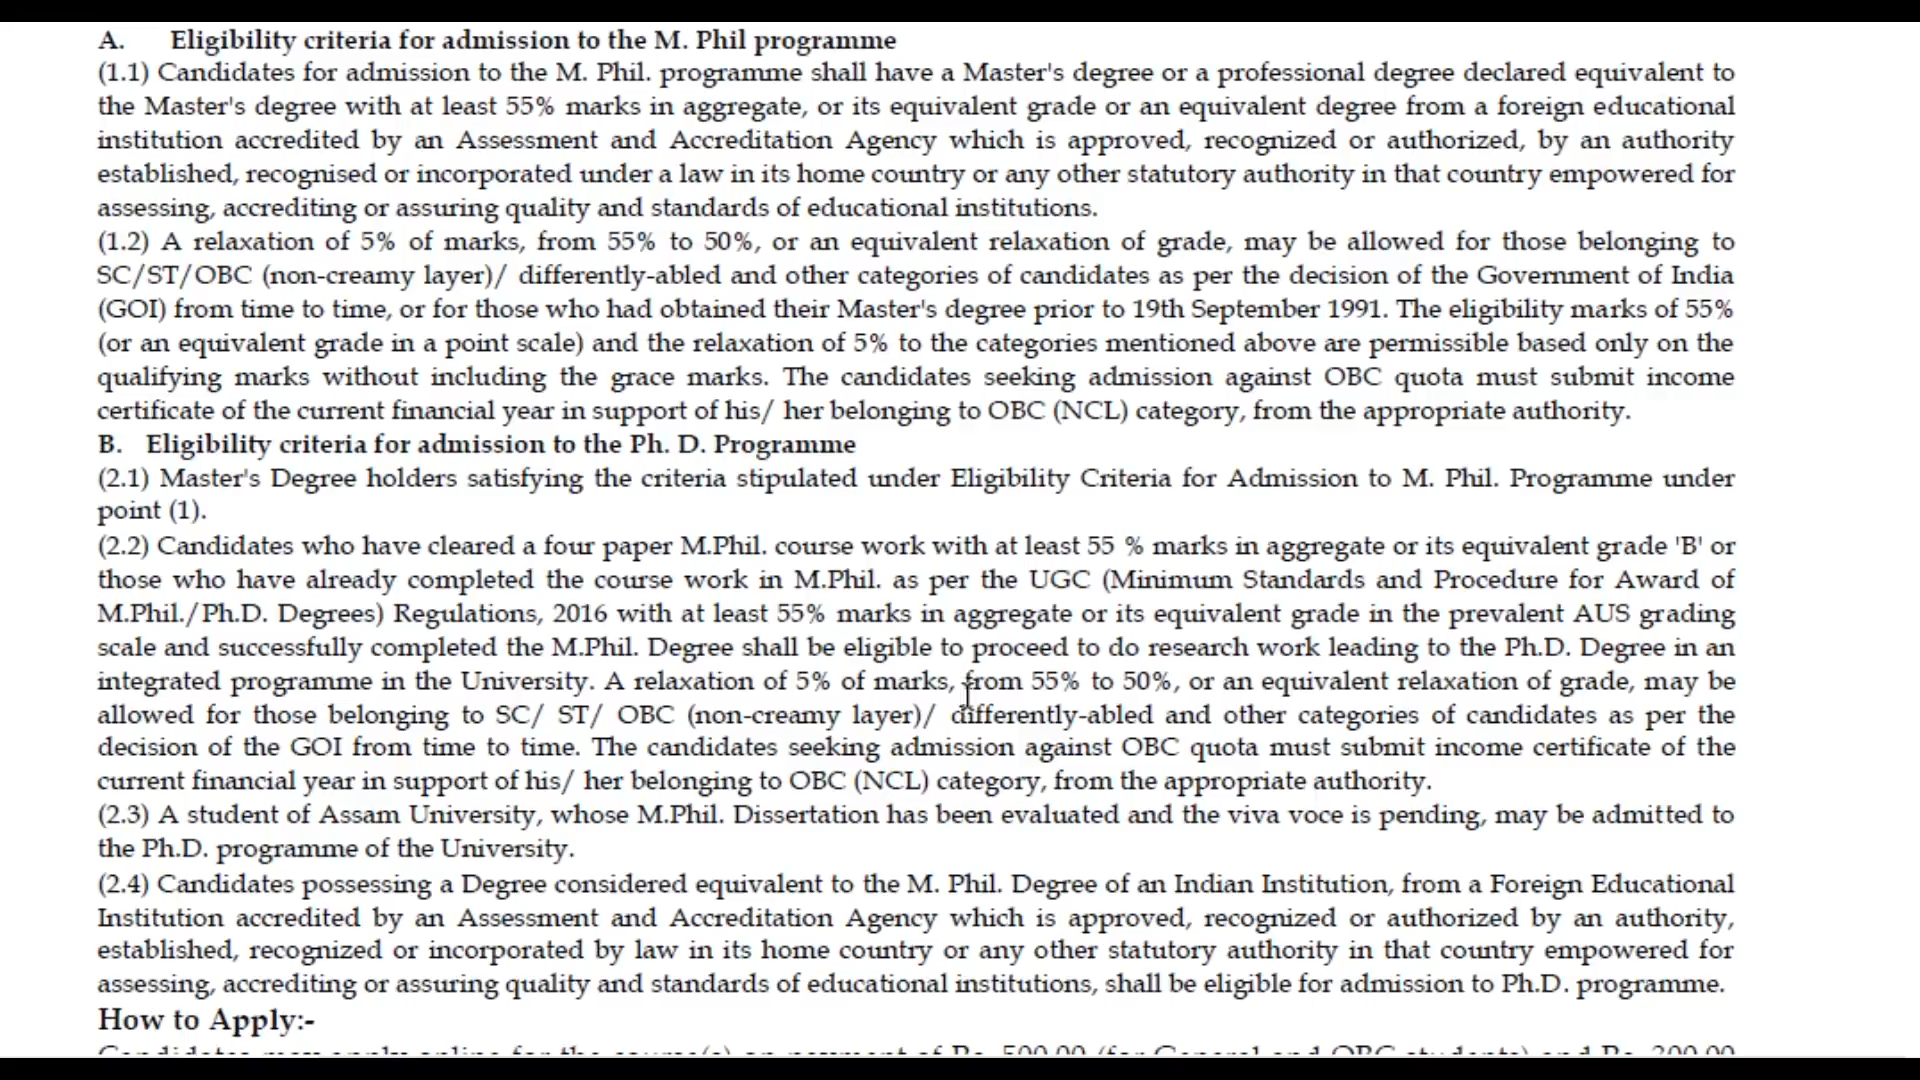 A. Eligibility criteria for admission to the M. Phil programme
(1.1) Candidates for admission to the M. Phil. programme shall have a Master's degree or a professional degree declared equivalent to
the Master's degree with at least 55% marks in aggregate, or its equivalent grade or an equivalent degree from a foreign educational
institution accredited by an Assessment and Accreditation Agency which is approved, recognized or authorized, by an authority
established, recognised or incorporated under a law in its home country or any other statutory authority in that country empowered for
assessing, accrediting or assuring quality and standards of educational institutions.
(1.2) A relaxation of 5% of marks, from 55% to 50%, or an equivalent relaxation of grade, may be allowed for those belonging to
SC/ST/OBC (non-creamy layer)/ differently-abled and other categories of candidates as per the decision of the Government of India
(GOI) from time to time, or for those who had obtained their Master's degree prior to 19th September 1991. The eligibility marks of 55%
(or an equivalent grade in a point scale) and the relaxation of 5% to the categories mentioned above are permissible based only on the
qualifying marks without including the grace marks. The candidates seeking admission against OBC quota must submit income
certificate of the current financial year in support of his/ her belonging to OBC (NCL) category, from the appropriate authority.
B. Eligibility criteria for admission to the Ph. D. Programme
(2.1) Master's Degree holders satisfying the criteria stipulated under Eligibility Criteria for Admission to M. Phil. Programme under
point (1).
(2.2) Candidates who have cleared a four paper M.Phil. course work with at least 55 % marks in aggregate or its equivalent grade 'B' or
those who have already completed the course work in M.Phil. as per the UGC (Minimum Standards and Procedure for Award of
M.Phil./Ph.D. Degrees) Regulations, 2016 with at least 55% marks in aggregate or its equivalent grade in the prevalent AUS grading
scale and successfully completed the M.Phil. Degree shall be eligible to proceed to do research work leading to the Ph.D. Degree in an
integrated programme in the University. A relaxation of 5% of marks, from 55% to 50%, or an equivalent relaxation of grade, may be
allowed for those belonging to SC/ ST/ OBC (non-creamy layer)/ differently-abled and other categories of candidates as per the
decision of the GOI from time to time. The candidates seeking admission against OBC quota must submit income certificate of the
current financial year in support of his/ her belonging to OBC (NCL) category, from the appropriate authority.
(2.3) A student of Assam University, whose M.Phil. Dissertation has been evaluated and the viva voce is pending, may be admitted to
the Ph.D. programme of the University.
(2.4) Candidates possessing a Degree considered equivalent to the M. Phil. Degree of an Indian Institution, from a Foreign Educational
Institution accredited by an Assessment and Accreditation Agency which is approved, recognized or authorized by an authority,
established, recognized or incorporated by law in its home country or any other statutory authority in that country empowered for
assessing, accrediting or assuring quality and standards of educational institutions, shall be eligible for admission to Ph.D. programme.
How to Apply:-
Candidates may apply online for the course(s) on payment of Rs. 500.00 (for General and OBC students) and Rs. 300.00